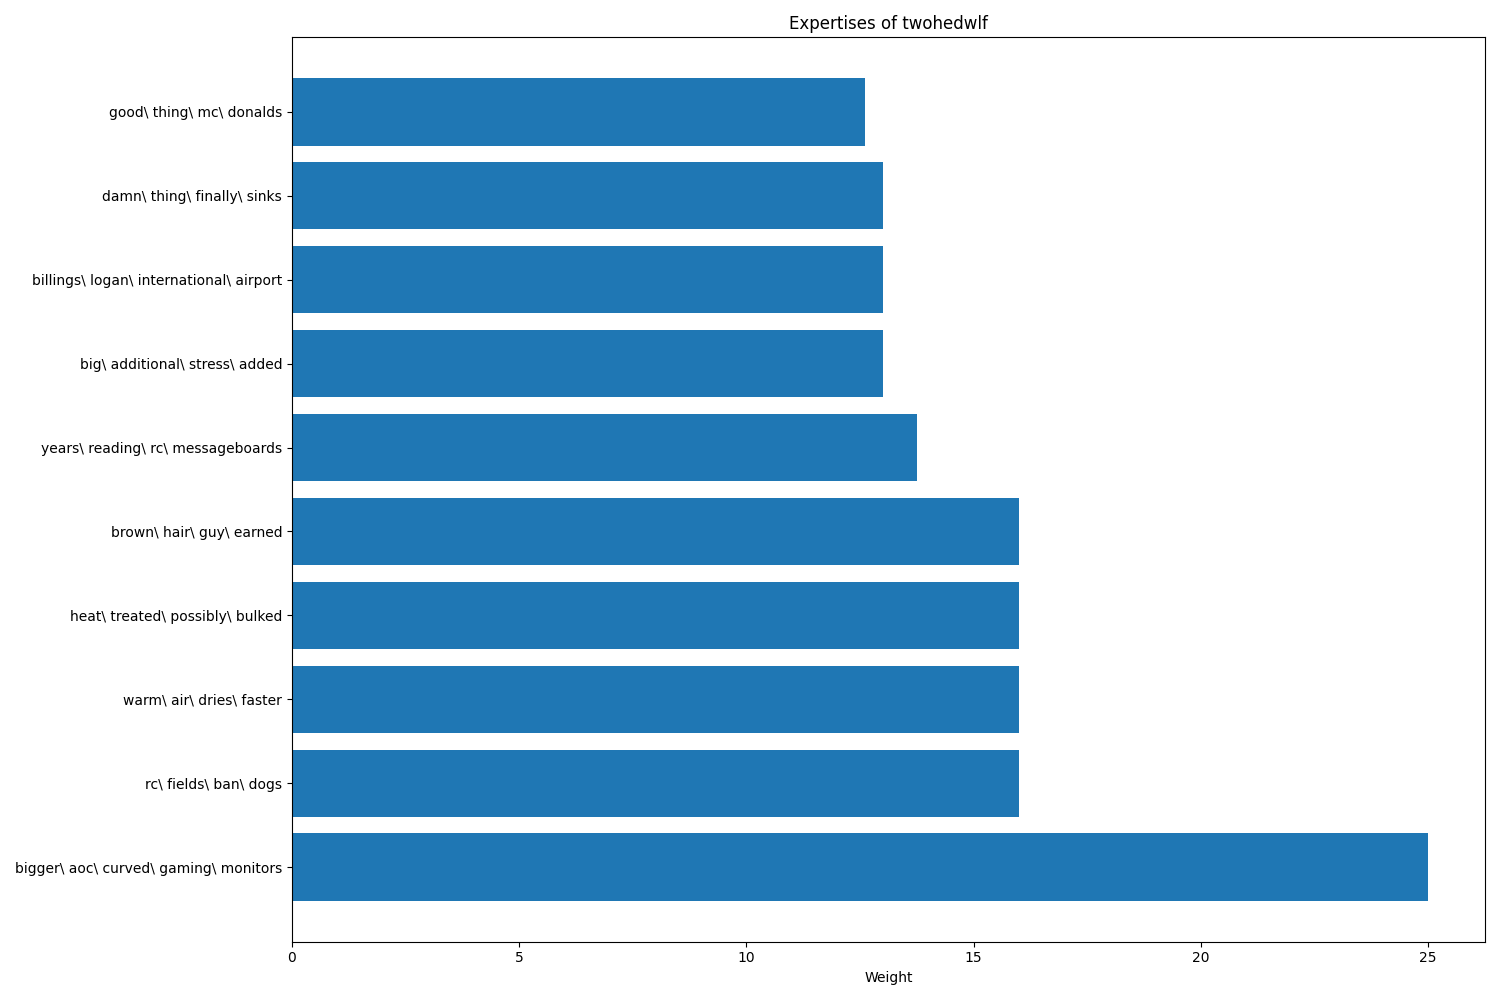 Expertises of twohedwlf
good\ thing\ mc\ donalds
damn\ thing\ finally\ sinks
billings\ logan\ international\ airport
big\ additional\ stress\ added
years\ reading\ rc\ messageboards
brown\ hair\ guy\ earned
heat\ treated\ possibly\ bulked
warm\ air\ dries\ faster
rc\ fields\ ban\ dogs
bigger\ aoc\ curved\ gaming\ monitors
0 5 10 15 20 25
Weight